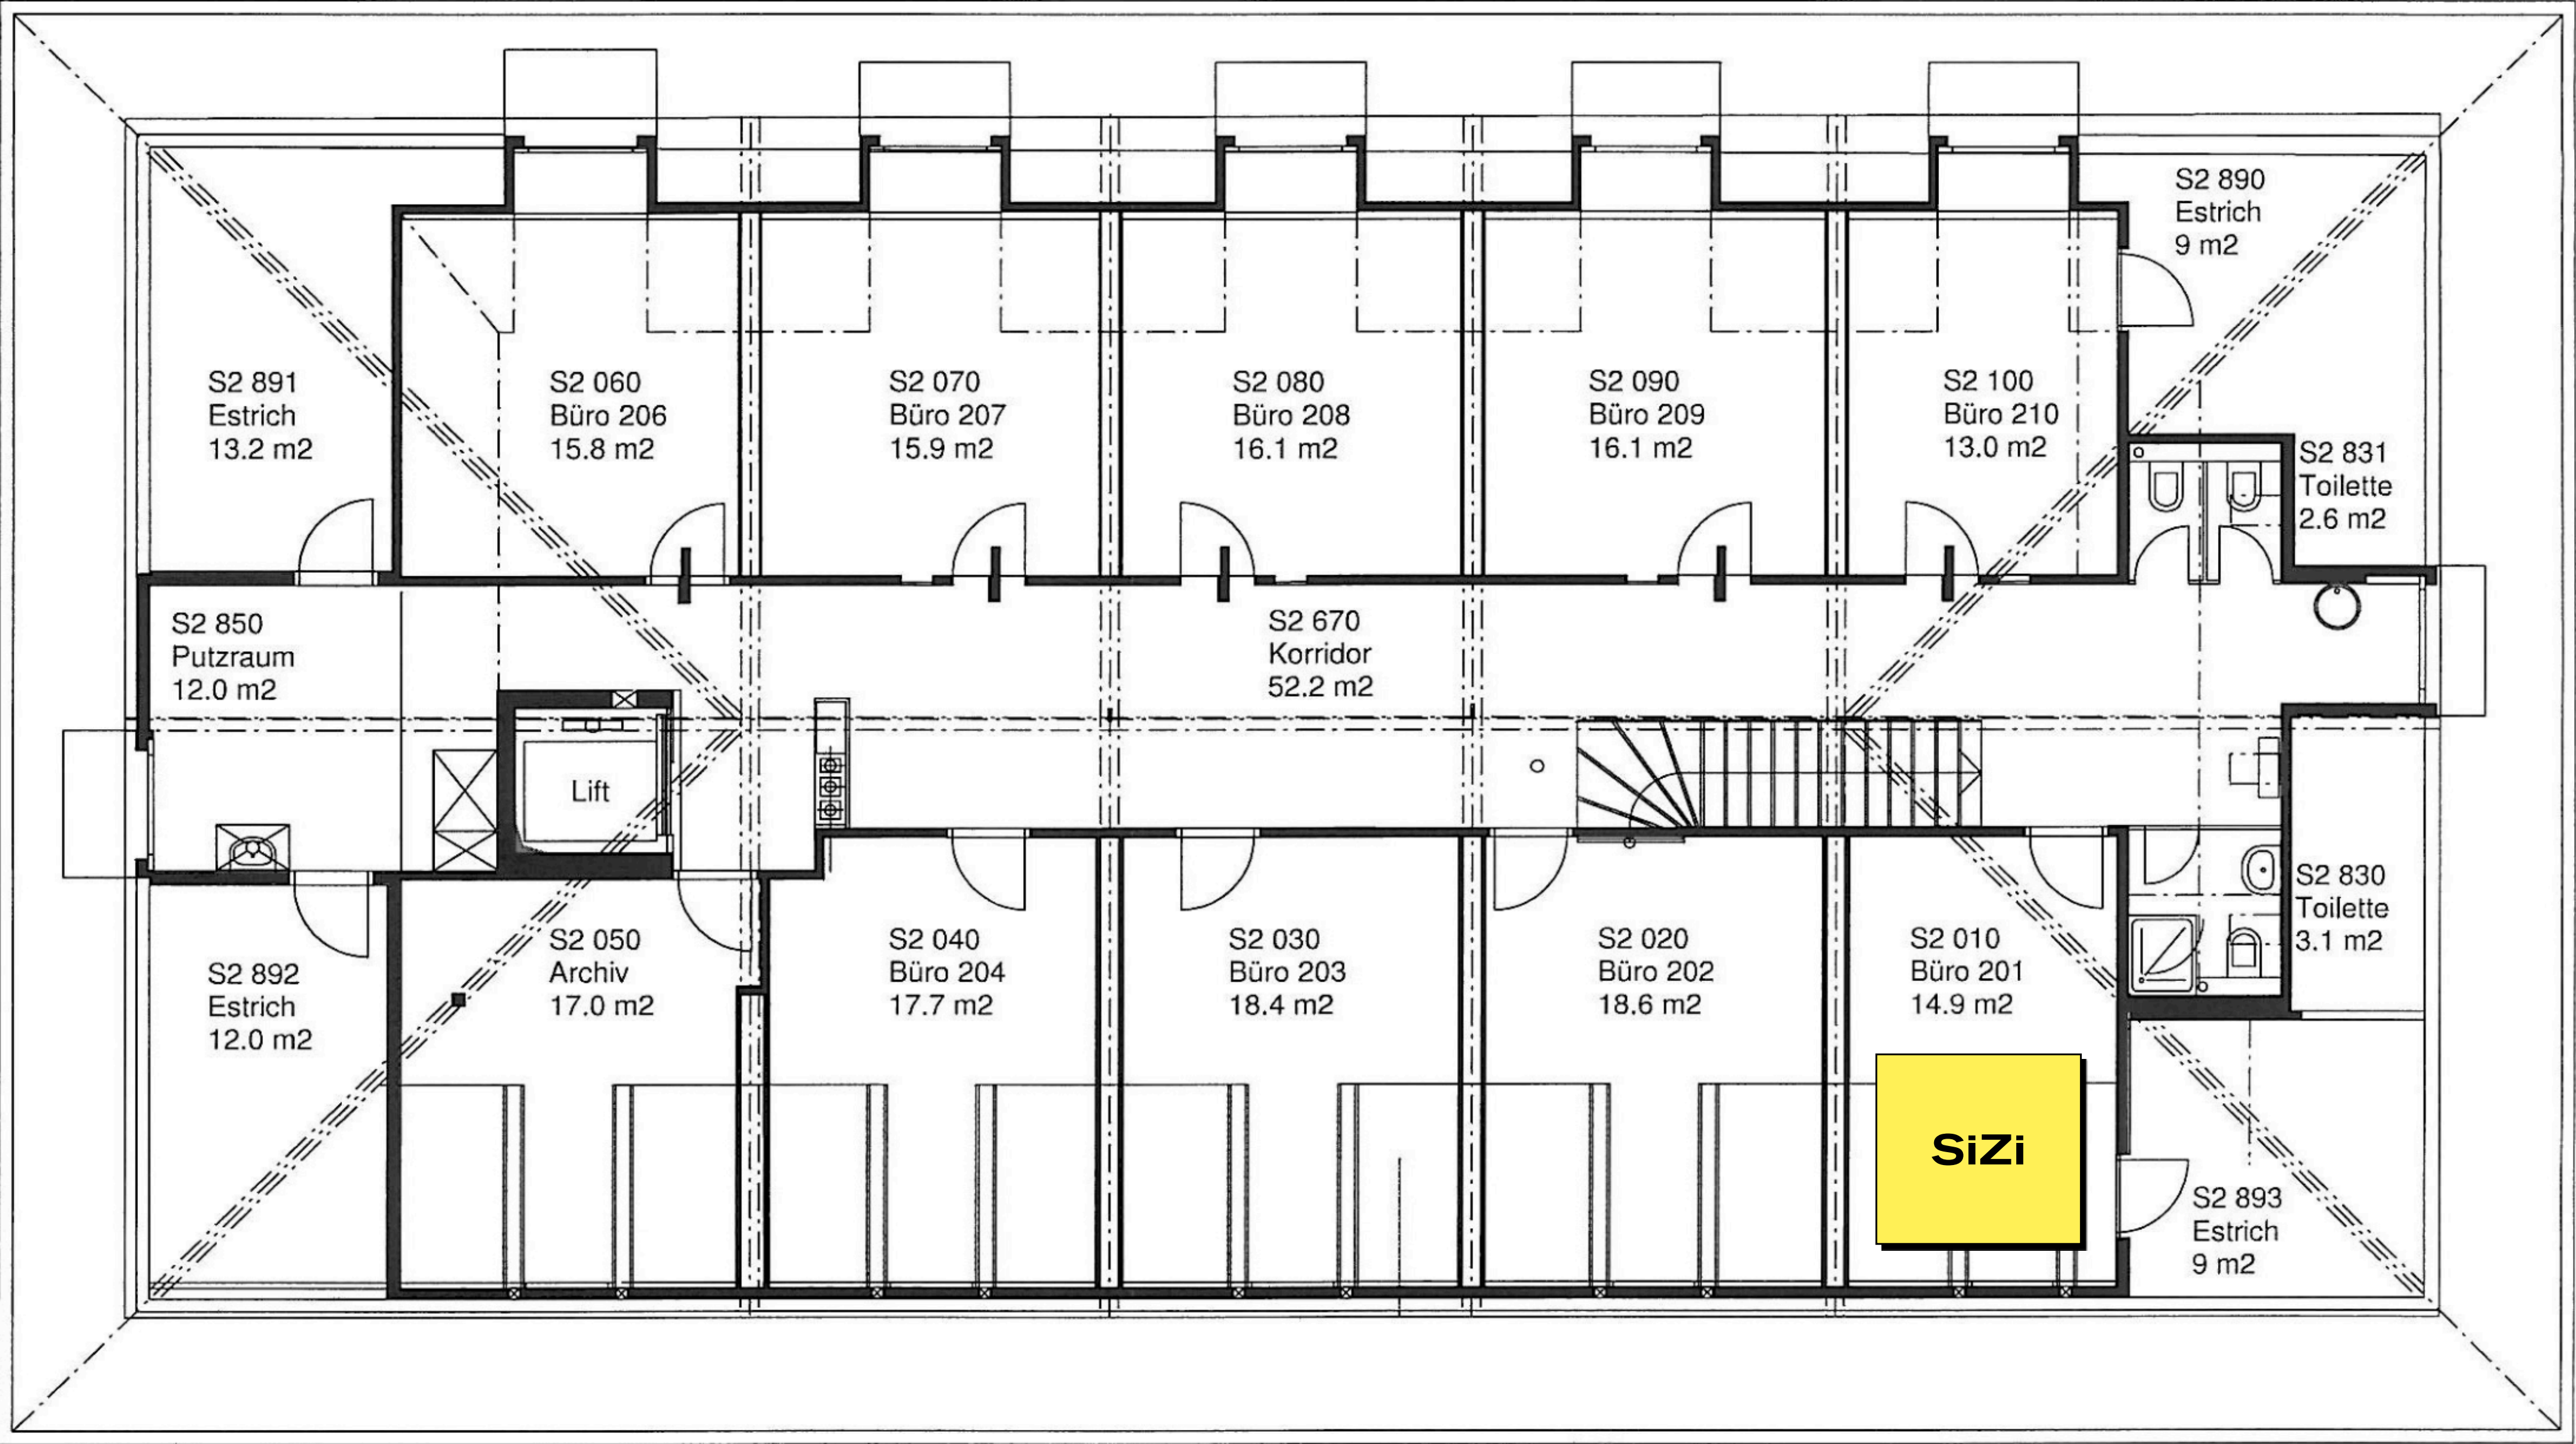 S2 890
Estrich
9 m2
S2 891
Estrich
13.2 m2
S2 060
Büro 206
15.8 m2
S2 070
Büro 207
15.9 m2
S2 080
Büro 208
16.1 m2
S2 090
Büro 209
16.1 m2
S2 100
Büro 210
13.0 m2
S2 831
Toilette
2.6 m2
S2 850
Putzraum
12.0 m2
S2 670
Korridor
52.2 m2
Lift
S2 892
Estrich
12.0 m2
S2 050
Archiv
17.0 m2
S2 040
Büro 204
17.7 m2
S2 030
Büro 203
18.4 m2
S2 020
Büro 202
18.6 m2
S2 010
Büro 201
14.9 m2
S2 830
Toilette
3.1 m2
SiZi
S2 893
Estrich
9 m2